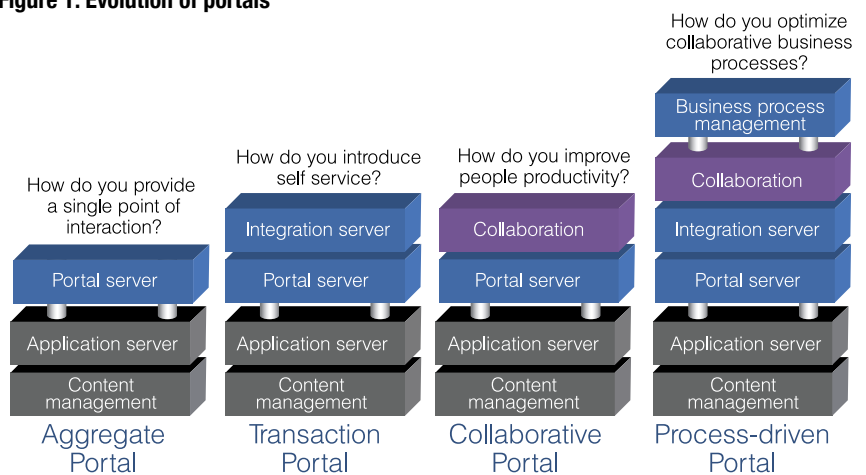 Figure 1. Evolution of portals
How do you provide
a single point of
interaction?
Portal server
Application server
Content
management
Aggregate
Portal
How do you introduce
self service?
Integration server
Portal server
Application server
Content
management
Transaction
Portal
How do you improve
people productivity?
Collaboration
Portal server
Application server
Content
management
Collaborative
Portal
How do you optimize
collaborative business
processes?
Business process
management
Collaboration
Integration server
Portal server
Application server
Content
management
Process-driven
Portal